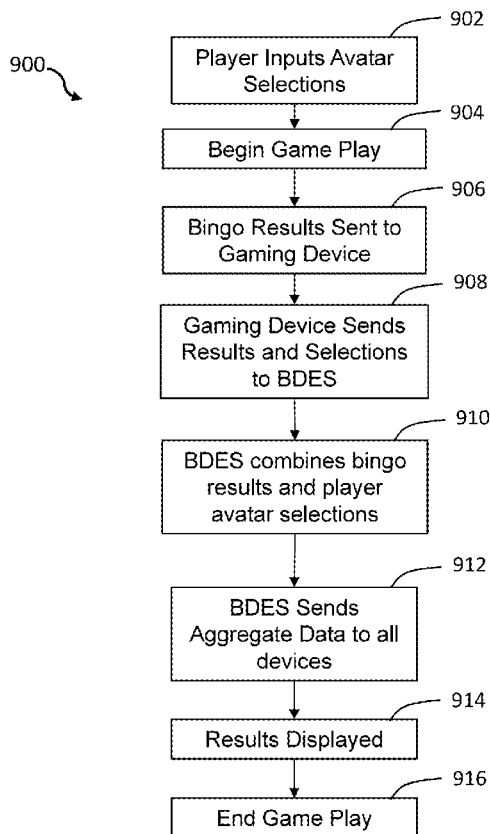 902
900
Player Inputs Avatar
Selections
904
Begin Game Play
906
Bingo Results Sent to
Gaming Device
908
Gaming Device Sends
Results and Selections
to BDES
910
BDES combines bingo
results and player
avatar selections
912
BDES Sends
Aggregate Data to all
devices
914
Results Displayed
916
End Game Play